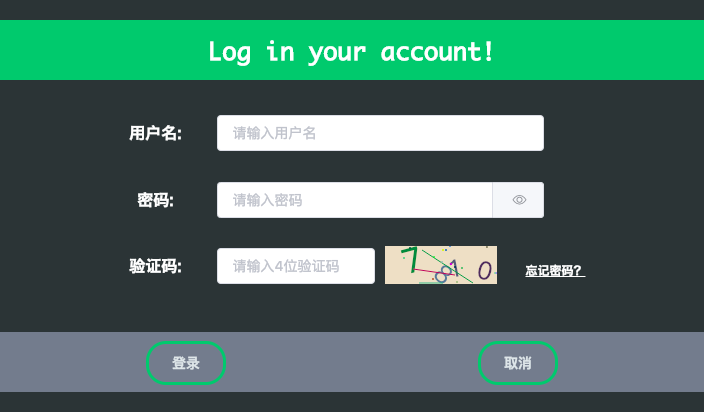 Log in your account!
用户名:
请输入用户名
密码:
请输入密码
验证码:
请输入4位验证码
忘记密码？
登录
取消